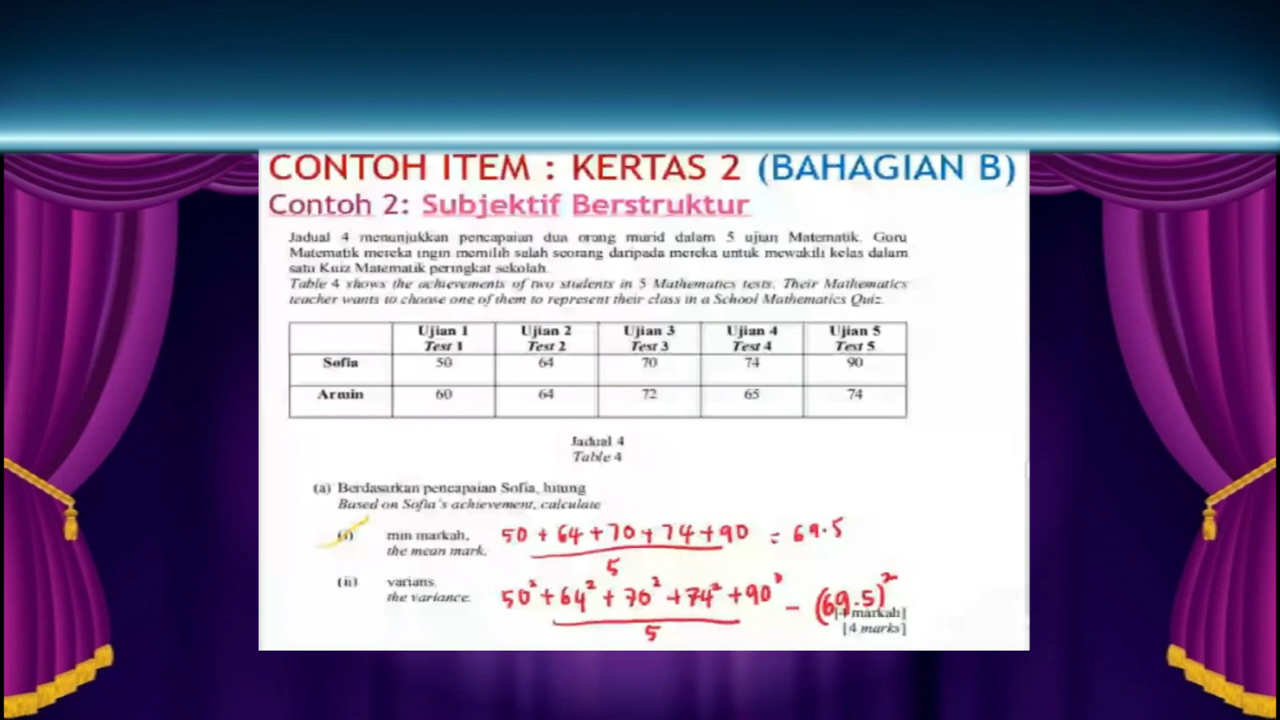 CONTOH ITEM : KERTAS 2 (BAHAGIAN B)
Contoh 2: Subjektif Berstruktur
Jadual 4 menunjukkan pencapaian dua orang murid dalam 5 ujian Matematik. Guru
Matematik mereka ingin memilih salah seorang daripada mereka untuk mewakili kelas dalam
satu Kuiz Matematik peringkat sekolah.
Table 4 shows the achievements of two students in 5 Mathematics tests. Their Mathematics
teacher wants to choose one of them to represent their class in a School Mathematics Quiz.
Ujian 1 Ujian 2 Ujian 3 Ujian 4 Ujian 5
Test 1 Test 2 Test 3 Test 4 Test 5
Sofia 50 64 70 74 90
Armin 60 64 72 65 74
Jadual 4
Table 4
(a) Berdasarkan pencapaian Sofia, hitung
Based on Sofia's achievement, calculate
(i) min markah, 50 + 64 + 70 + 74 + 90 = 69.5
the mean mark. 5
(ii) varians. 50² + 64² + 70² + 74² + 90² - (69.5)²
the variance. 5
[4 markah]
[4 marks]